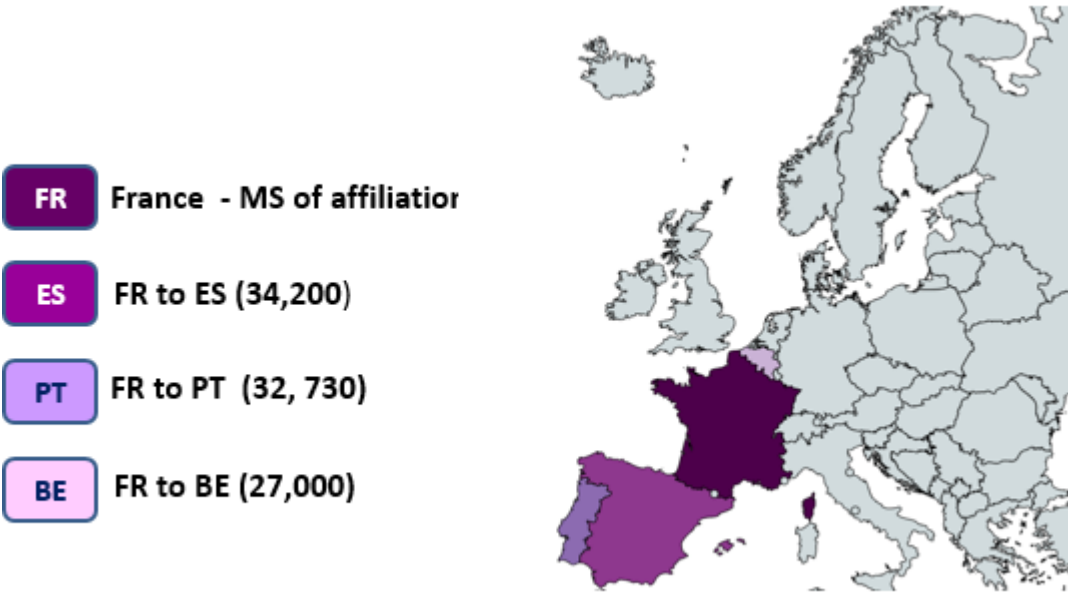 FR France - MS of affiliation
ES FR to ES (34,200)
PT FR to PT (32, 730)
BE FR to BE (27,000)